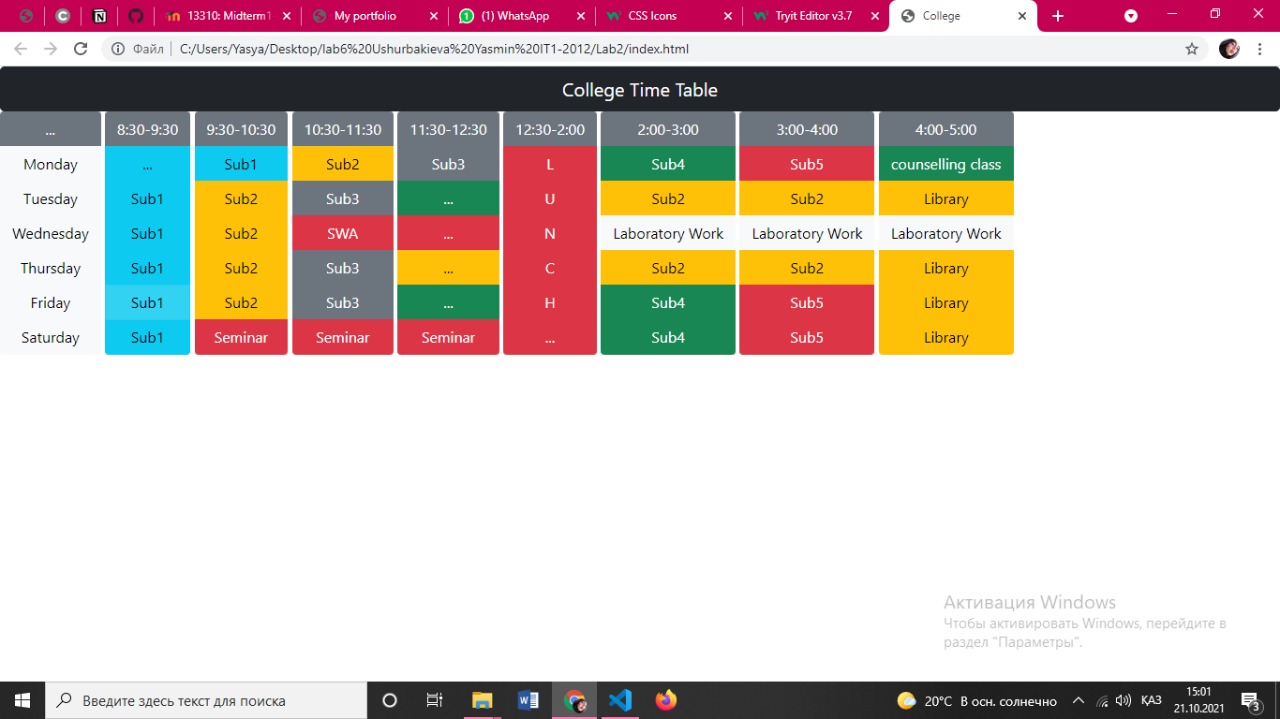 13310: Midterm1
My portfolio
(1) WhatsApp
CSS Icons
Tryit Editor v3.7
College
Файл
C:/Users/Yasya/Desktop/lab6%20Ushurbakieva%20Yasmin%20IT1-2012/Lab2/index.html
College Time Table
... 8:30-9:30 9:30-10:30 10:30-11:30 11:30-12:30 12:30-2:00 2:00-3:00 3:00-4:00 4:00-5:00
Monday ... Sub1 Sub2 Sub3 L Sub4 Sub5 counselling class
Tuesday Sub1 Sub2 Sub3 ... U Sub2 Sub2 Library
Wednesday Sub1 Sub2 SWA ... N Laboratory Work Laboratory Work Laboratory Work
Thursday Sub1 Sub2 Sub3 ... C Sub2 Sub2 Library
Friday Sub1 Sub2 Sub3 ... H Sub4 Sub5 Library
Saturday Sub1 Seminar Seminar Seminar ... Sub4 Sub5 Library
Активация Windows
Чтобы активировать Windows, перейдите в
раздел "Параметры".
Введите здесь текст для поиска
20°C В осн. солнечно
ҚАЗ
15:01
21.10.2021
3